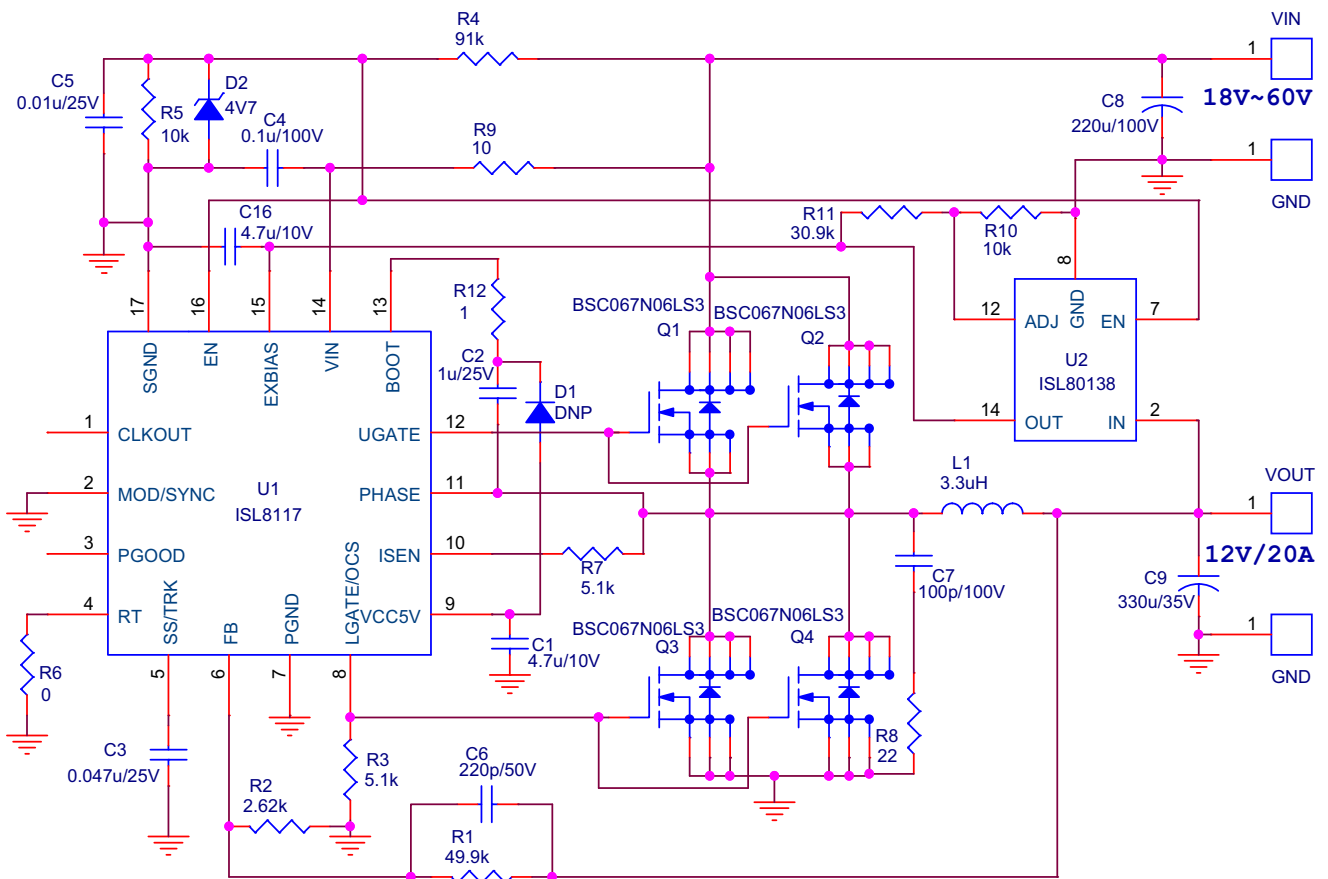 R4
91k
VIN
1
18V~60V
C5
0.01u/25V
R5
10k
D2
4V7
C4
0.1u/100V
R9
10
C8
220u/100V
1
GND
C16
4.7u/10V
R11
30.9k
R10
10k
17
16
15
14
13
R12
1
BSC067N06LS3
Q1
BSC067N06LS3
Q2
8
12
ADJ
GND
EN
7
U2
ISL80138
14
OUT
IN
2
SGND
EN
EXBIAS
VIN
BOOT
C2
1u/25V
D1
DNP
1
CLKOUT
UGATE
12
2
MOD/SYNC
U1
ISL8117
PHASE
11
L1
3.3uH
VOUT
1
12V/20A
3
PGOOD
ISEN
10
R7
5.1k
C7
100p/100V
C9
330u/35V
4
RT
SS/TRK
FB
PGND
LGATE/OCS
VCC5V
9
C1
4.7u/10V
BSC067N06LS3
Q3
BSC067N06LS3
Q4
1
GND
R6
0
5
6
7
8
C3
0.047u/25V
R2
2.62k
R3
5.1k
C6
220p/50V
R8
22
R1
49.9k